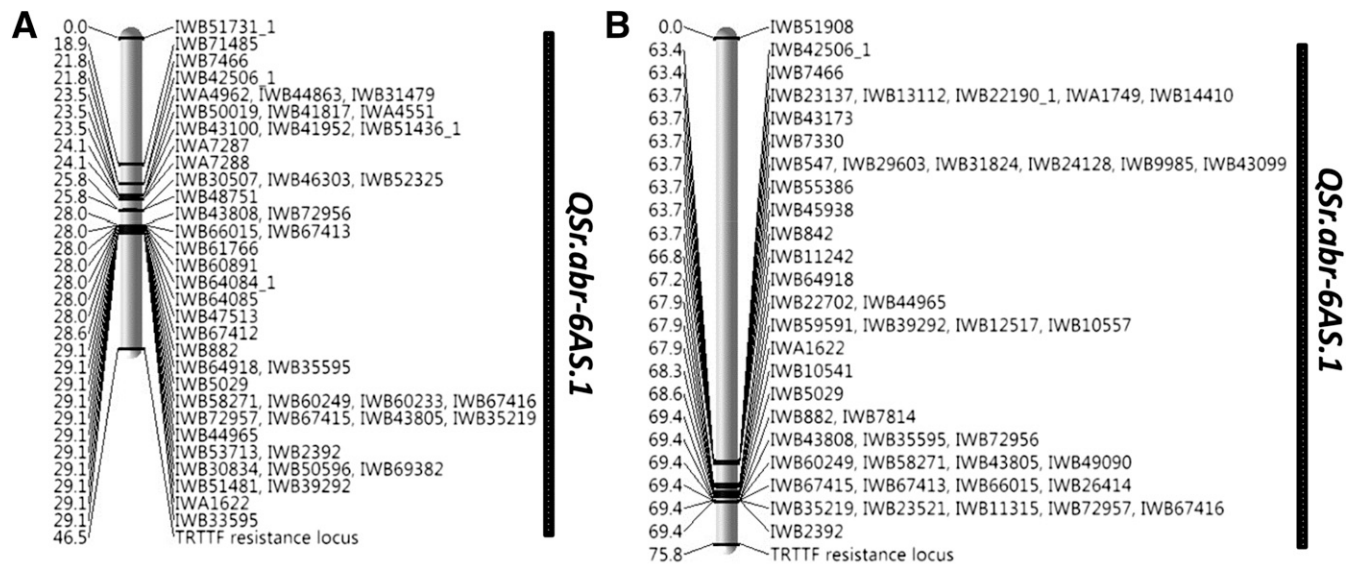 A
0.0 IWB51731_1
18.9 IWB71485
21.8 IWB7466
21.8 IWB42506_1
23.5 IWA4962, IWB44863, IWB31479
23.5 IWB50019, IWB41817, IWA4551
23.5 IWB43100, IWB41952, IWB51436_1
24.1 IWA7287
24.1 IWA7288
25.8 IWB30507, IWB46303, IWB52325
25.8 IWB48751
28.0 IWB43808, IWB72956
28.0 IWB66015, IWB67413
28.0 IWB61766
28.0 IWB60891
28.0 IWB64084_1
28.0 IWB64085
28.0 IWB47513
28.6 IWB67412
29.1 IWB882
29.1 IWB64918, IWB35595
29.1 IWB5029
29.1 IWB58271, IWB60249, IWB60233, IWB67416
29.1 IWB72957, IWB67415, IWB43805, IWB35219
29.1 IWB44965
29.1 IWB53713, IWB2392
29.1 IWB30834, IWB50596, IWB69382
29.1 IWB51481, IWB39292
29.1 IWA1622
29.1 IWB33595
46.5 TRTTF resistance locus
QSr.abr-6AS.1
B
0.0 IWB51908
63.4 IWB42506_1
63.4 IWB7466
63.7 IWB23137, IWB13112, IWB22190_1, IWA1749, IWB14410
63.7 IWB43173
63.7 IWB7330
63.7 IWB547, IWB29603, IWB31824, IWB24128, IWB9985, IWB43099
63.7 IWB55386
63.7 IWB45938
63.7 IWB842
66.8 IWB11242
67.2 IWB64918
67.9 IWB22702, IWB44965
67.9 IWB59591, IWB39292, IWB12517, IWB10557
67.9 IWA1622
68.3 IWB10541
68.6 IWB5029
69.4 IWB882, IWB7814
69.4 IWB43808, IWB35595, IWB72956
69.4 IWB60249, IWB58271, IWB43805, IWB49090
69.4 IWB67415, IWB67413, IWB66015, IWB26414
69.4 IWB35219, IWB23521, IWB11315, IWB72957, IWB67416
69.4 IWB2392
75.8 TRTTF resistance locus
QSr.abr-6AS.1